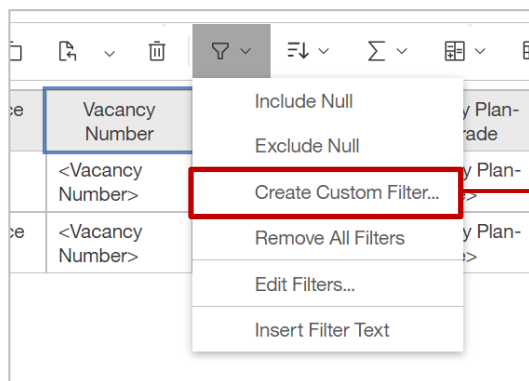 ce
Vacancy
Number
y Plan-
rade
<Vacancy
Number>
y Plan-
e>
ce
<Vacancy
Number>
y Plan-
e>
Include Null
Exclude Null
Create Custom Filter...
Remove All Filters
Edit Filters...
Insert Filter Text